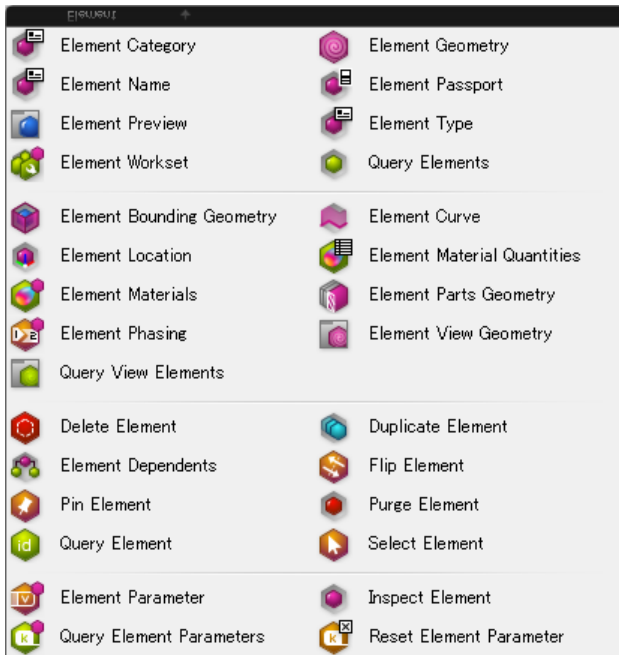 Element
Element Category Element Geometry
Element Name Element Passport
Element Preview Element Type
Element Workset Query Elements
Element Bounding Geometry Element Curve
Element Location Element Material Quantities
Element Materials Element Parts Geometry
Element Phasing Element View Geometry
Query View Elements
Delete Element Duplicate Element
Element Dependents Flip Element
Pin Element Purge Element
id Query Element Select Element
Element Parameter Inspect Element
Query Element Parameters Reset Element Parameter